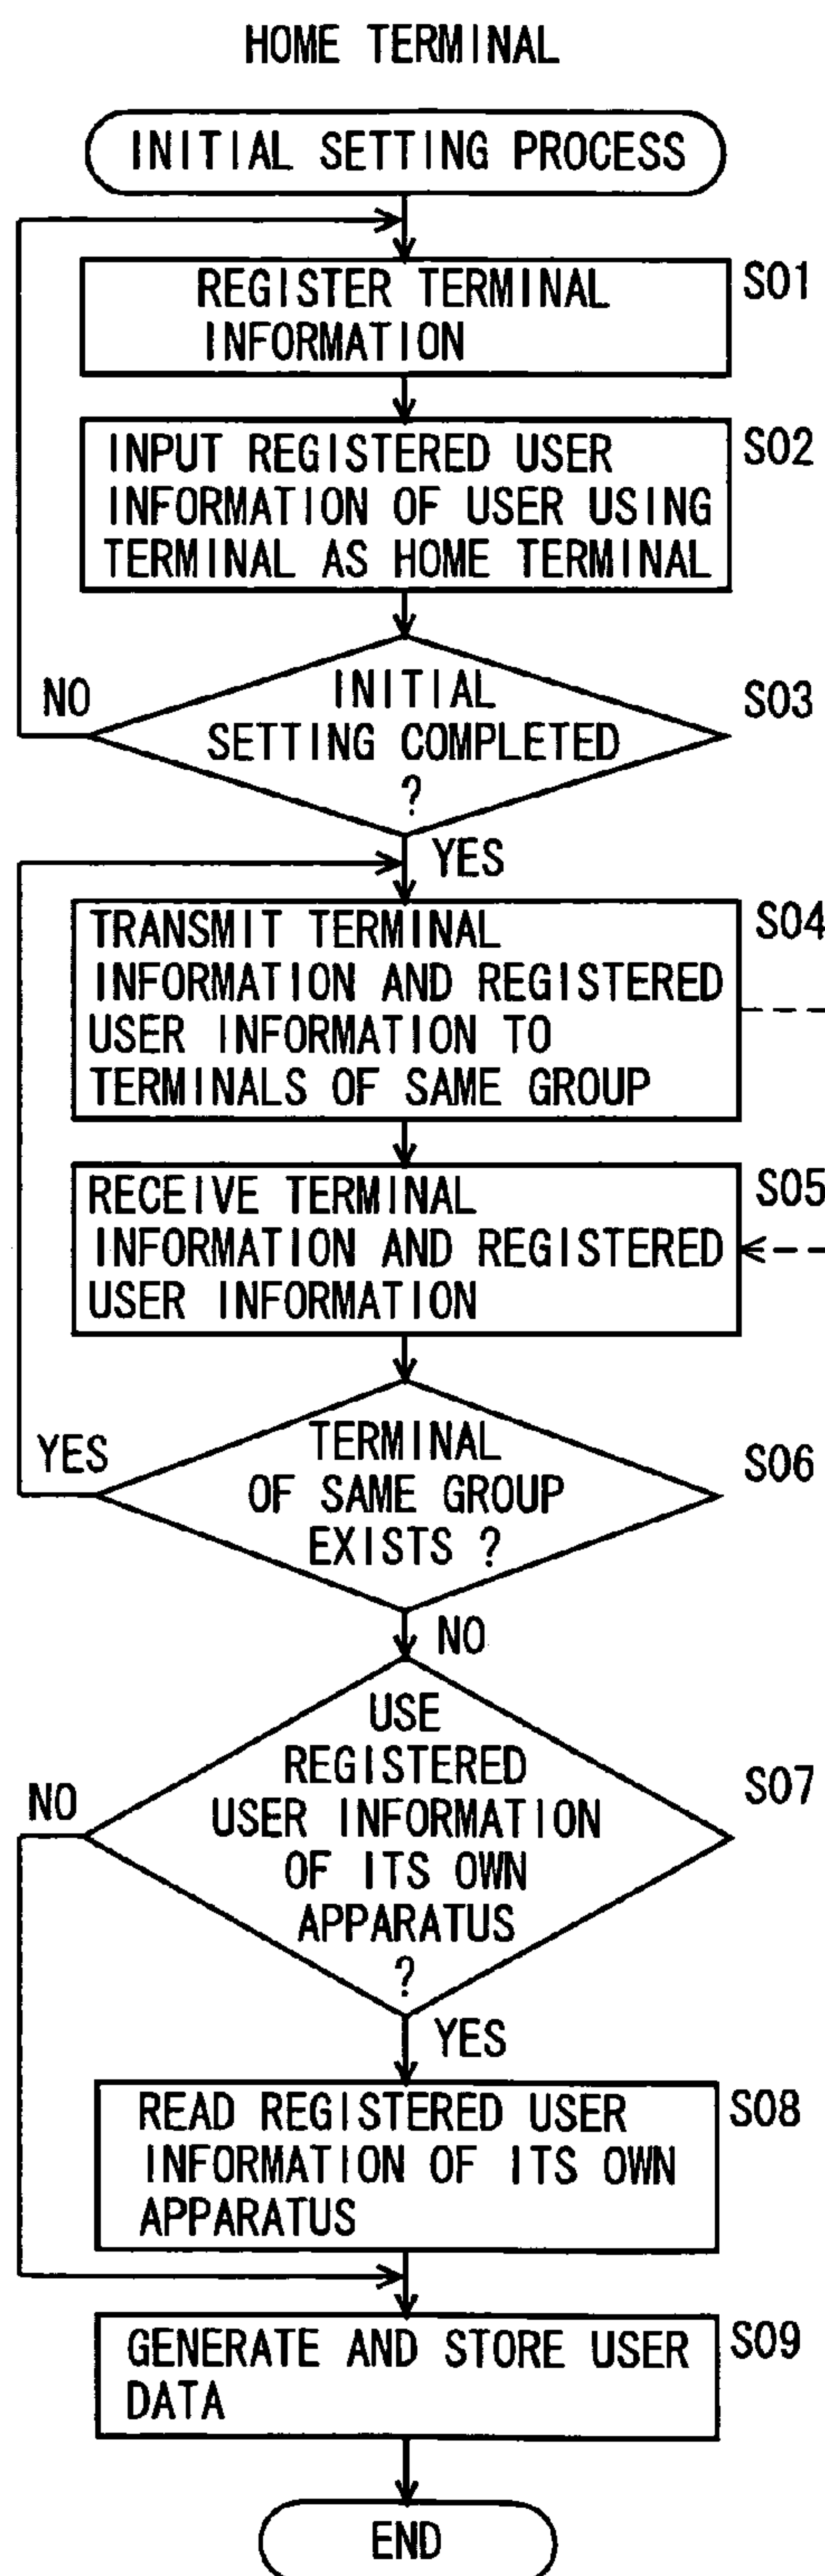 HOME TERMINAL
INITIAL SETTING PROCESS
REGISTER TERMINAL
INFORMATION
S01
INPUT REGISTERED USER
INFORMATION OF USER USING
TERMINAL AS HOME TERMINAL
S02
INITIAL
SETTING COMPLETED
?
S03
NO
YES
TRANSMIT TERMINAL
INFORMATION AND REGISTERED
USER INFORMATION TO
TERMINALS OF SAME GROUP
S04
RECEIVE TERMINAL
INFORMATION AND REGISTERED
USER INFORMATION
S05
TERMINAL
OF SAME GROUP
EXISTS ?
S06
YES
NO
USE
REGISTERED
USER INFORMATION
OF ITS OWN
APPARATUS
?
S07
NO
YES
READ REGISTERED USER
INFORMATION OF ITS OWN
APPARATUS
S08
GENERATE AND STORE USER
DATA
S09
END